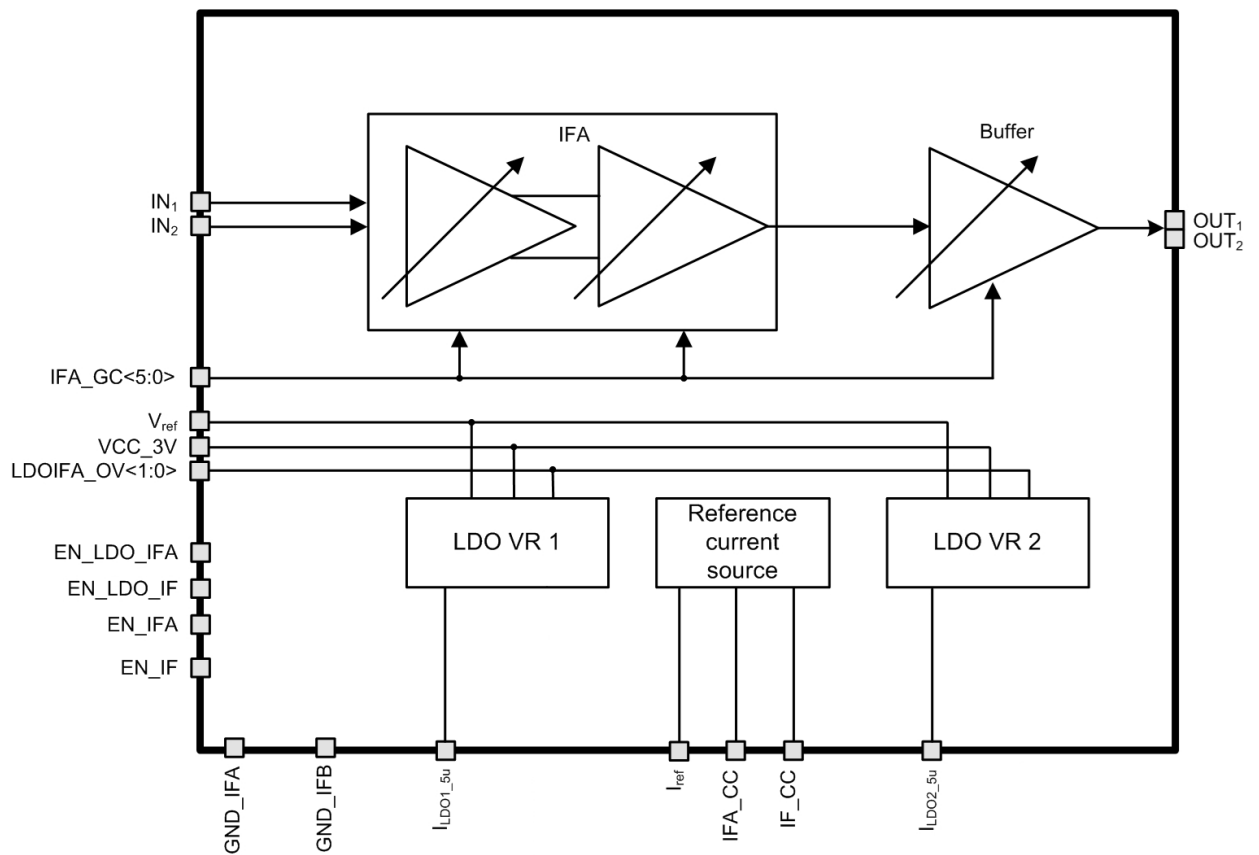 IFA
Buffer
IN₁
IN₂
OUT₁
OUT₂
IFA_GC<5:0>
Vref
VCC_3V
LDOIFA_OV<1:0>
LDO VR 1
Reference
current
source
LDO VR 2
EN_LDO_IFA
EN_LDO_IF
EN_IFA
EN_IF
GND_IFA
GND_IFB
ILDO1_5u
Iref
IFA_CC
IF_CC
ILDO2_5u